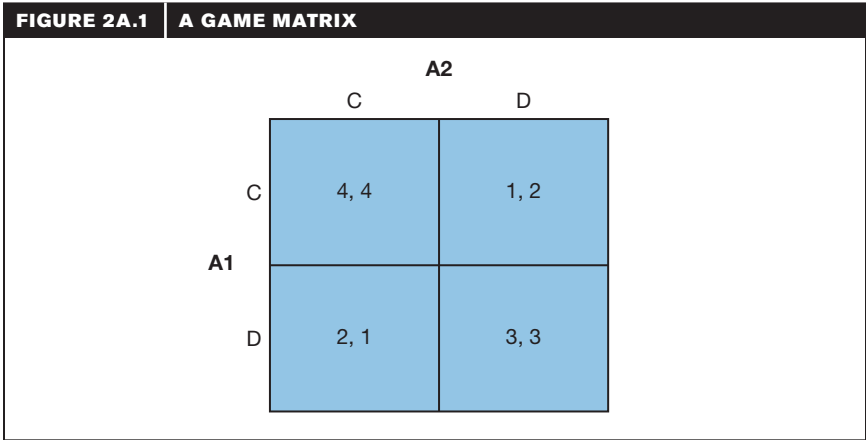 FIGURE 2A.1 A GAME MATRIX
A2
C D
C 4, 4 1, 2
A1
D 2, 1 3, 3